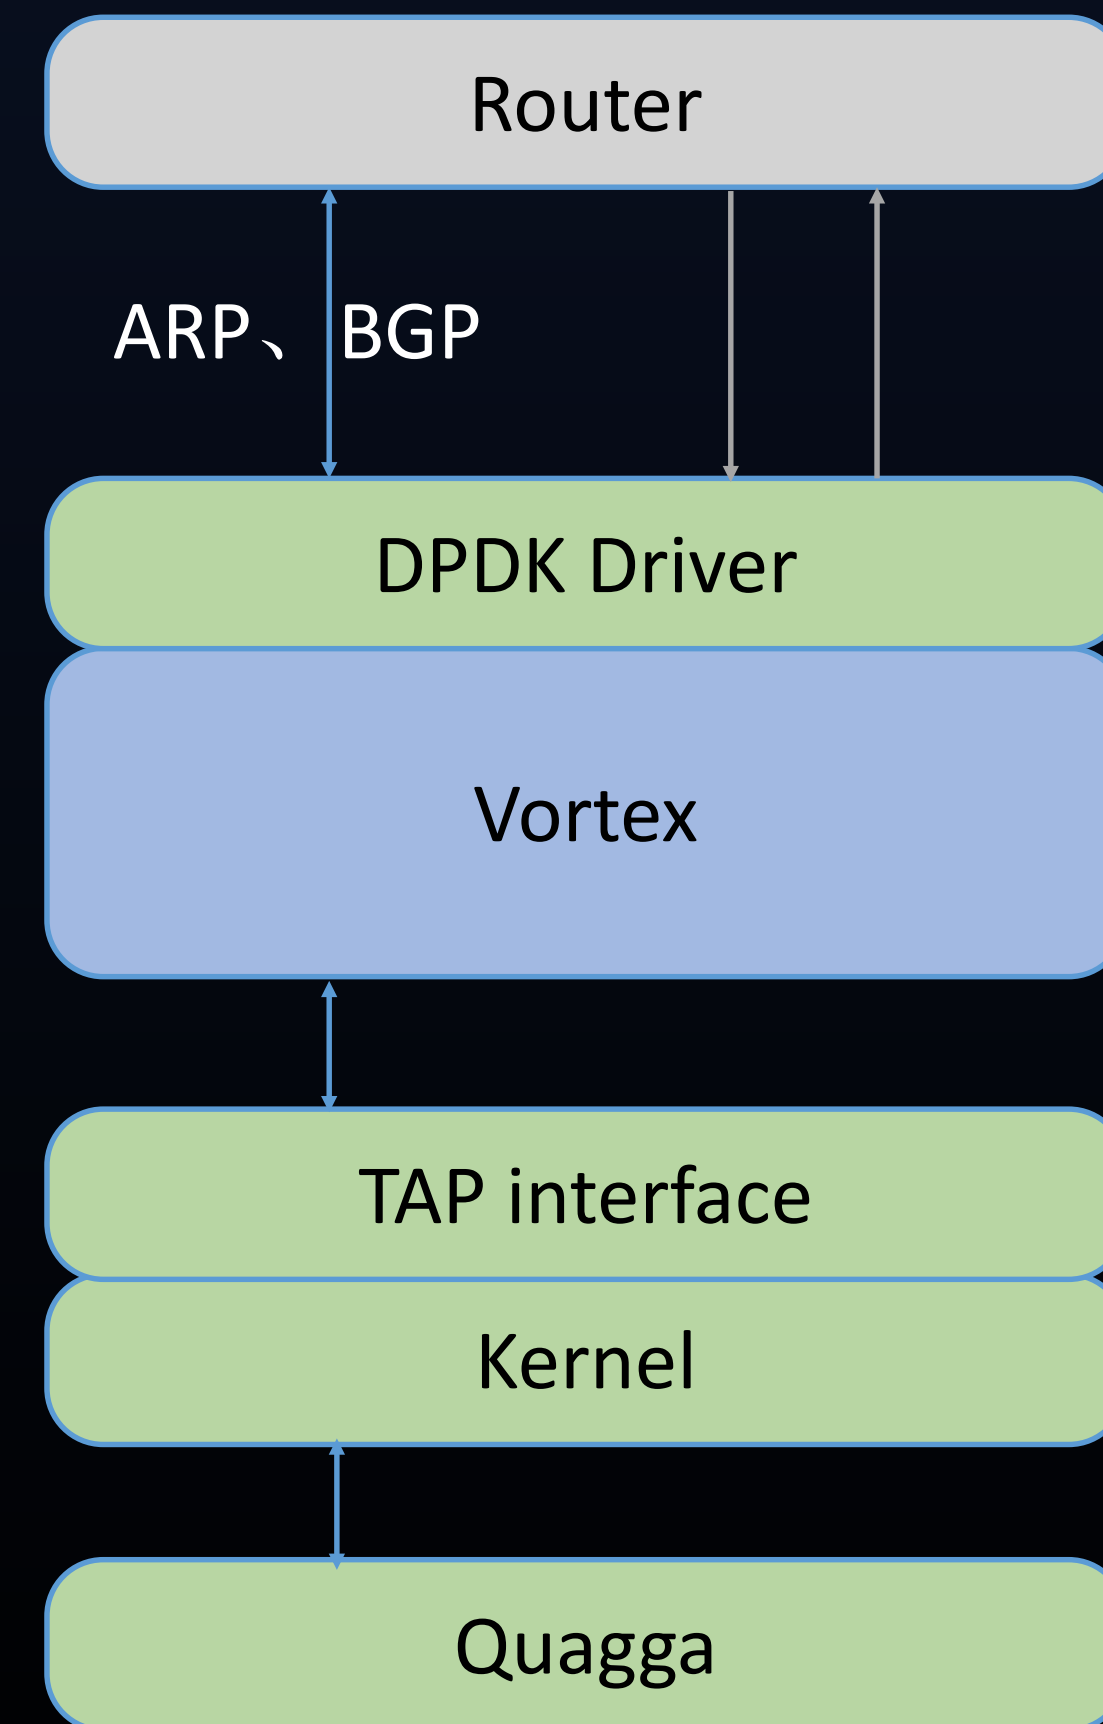 Router
ARP、BGP
DPDK Driver
Vortex
TAP interface
Kernel
Quagga